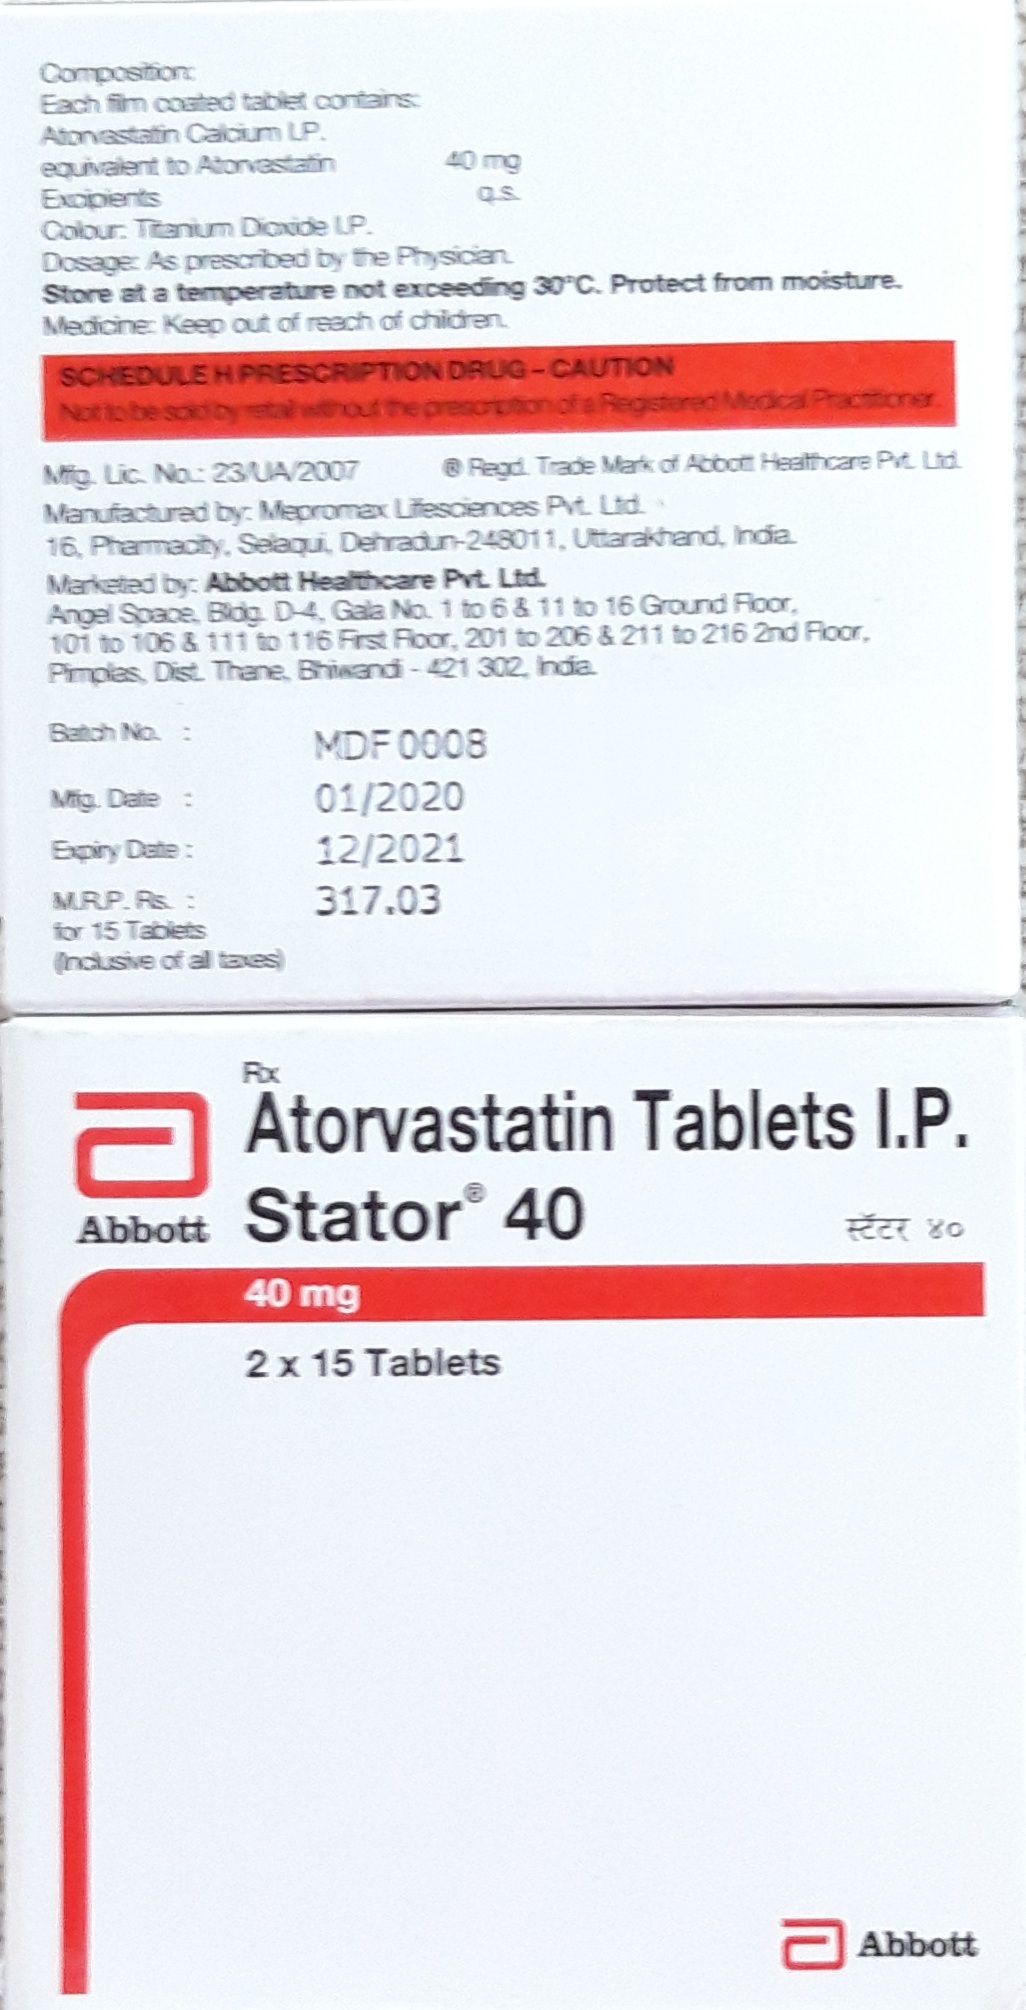 Composition:
Each film coated tablet contains:
Atorvastatin Calcium I.P.
equivalent to Atorvastatin 40 mg
Excipients q.s.
Colour: Titanium Dioxide I.P.
Dosage: As prescribed by the Physician.
Store at a temperature not exceeding 30°C. Protect from moisture.
Medicine: Keep out of reach of children.
SCHEDULE H PRESCRIPTION DRUG – CAUTION
Not to be sold by retail without the prescription of a Registered Medical Practitioner.
Mfg. Lic. No.: 23/UA/2007 ® Regd. Trade Mark of Abbott Healthcare Pvt. Ltd.
Manufactured by: Mepromax Lifesciences Pvt. Ltd.
16, Pharmacity, Selaqui, Dehradun-248011, Uttarakhand, India.
Marketed by: Abbott Healthcare Pvt. Ltd.
Angel Space, Bldg. D-4, Gala No. 1 to 6 & 11 to 16 Ground Floor,
101 to 106 & 111 to 116 First Floor, 201 to 206 & 211 to 216 2nd Floor,
Pimplas, Dist. Thane, Bhiwandi - 421 302, India.
Batch No. : MDF0008
Mfg. Date : 01/2020
Expiry Date : 12/2021
M.R.P. Rs. : 317.03
for 15 Tablets
(Inclusive of all taxes)
Rx
Atorvastatin Tablets I.P.
Abbott Stator® 40 स्टॅटर ४०
40 mg
2 x 15 Tablets
Abbott